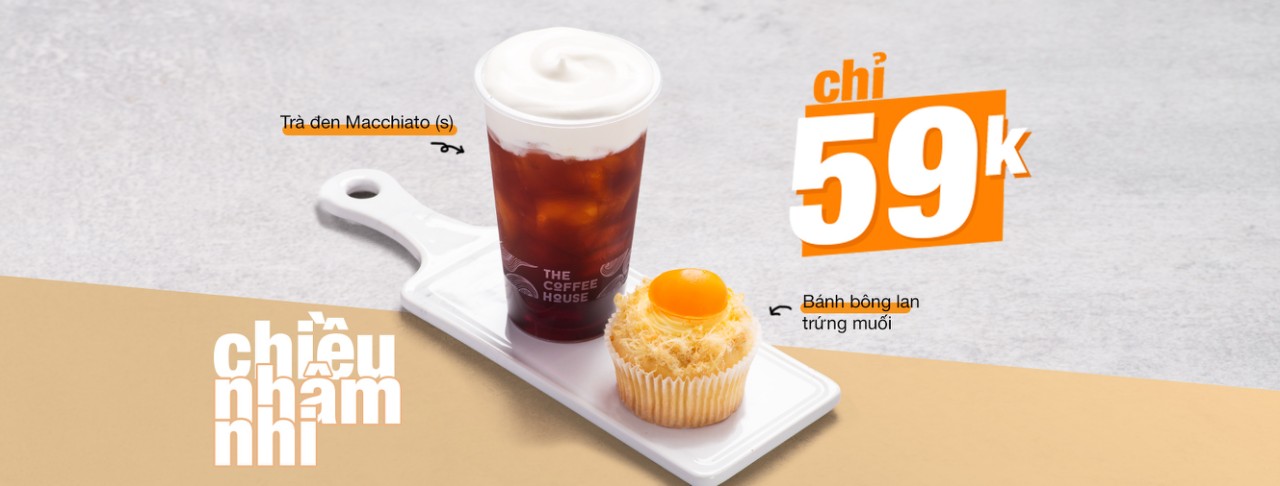 Trà đen Macchiato (s)
chỉ
59k
THE
COFFEE
HOUSE
Bánh bông lan
trứng muối
chiều
nhâm
nhi